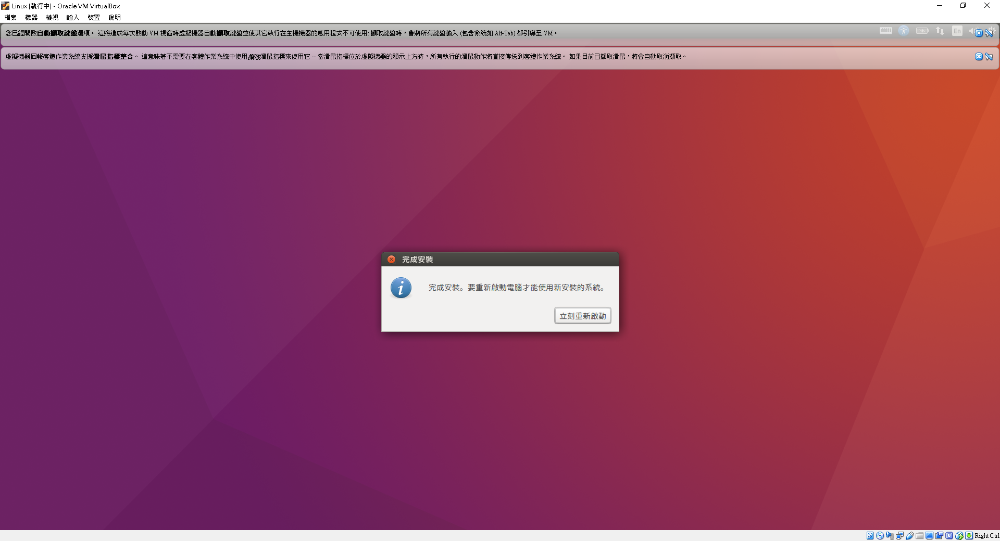 Linux [執行中] - Oracle VM VirtualBox
檔案 機器 檢視 輸入 裝置 說明
您已經開啟自動擷取鍵盤選項。 這將造成每次啟動 VM 視窗時虛擬機器自動擷取鍵盤並使其它執行在主機機器的應用程式不可使用: 擷取鍵盤時，會將所有鍵盤輸入 (包含系統如 Alt-Tab) 都引導至 VM。
En
虛擬機器回報客體作業系統支援滑鼠指標整合。 這意味著不需要在客體作業系統中使用擷取滑鼠指標來使用它 -- 當滑鼠指標位於虛擬機器的顯示上方時，所有執行的滑鼠動作將直接傳送到客體作業系統。 如果目前已擷取滑鼠，將會自動取消擷取。
完成安裝
完成安裝。要重新啟動電腦才能使用新安裝的系統。
立刻重新啟動
Right Ctrl